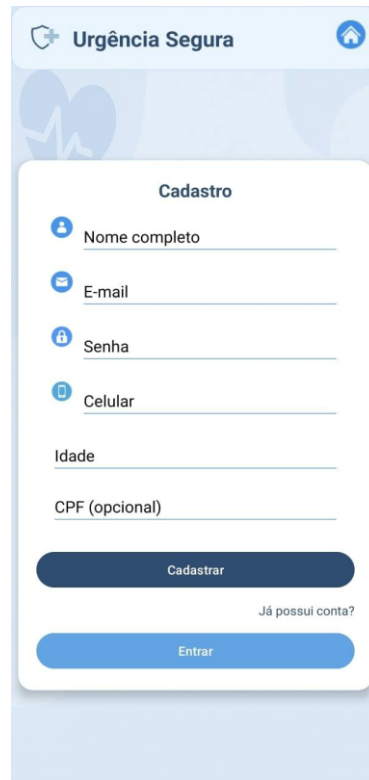 Urgência Segura
Cadastro
Nome completo
E-mail
Senha
Celular
Idade
CPF (opcional)
Cadastrar
Já possui conta?
Entrar